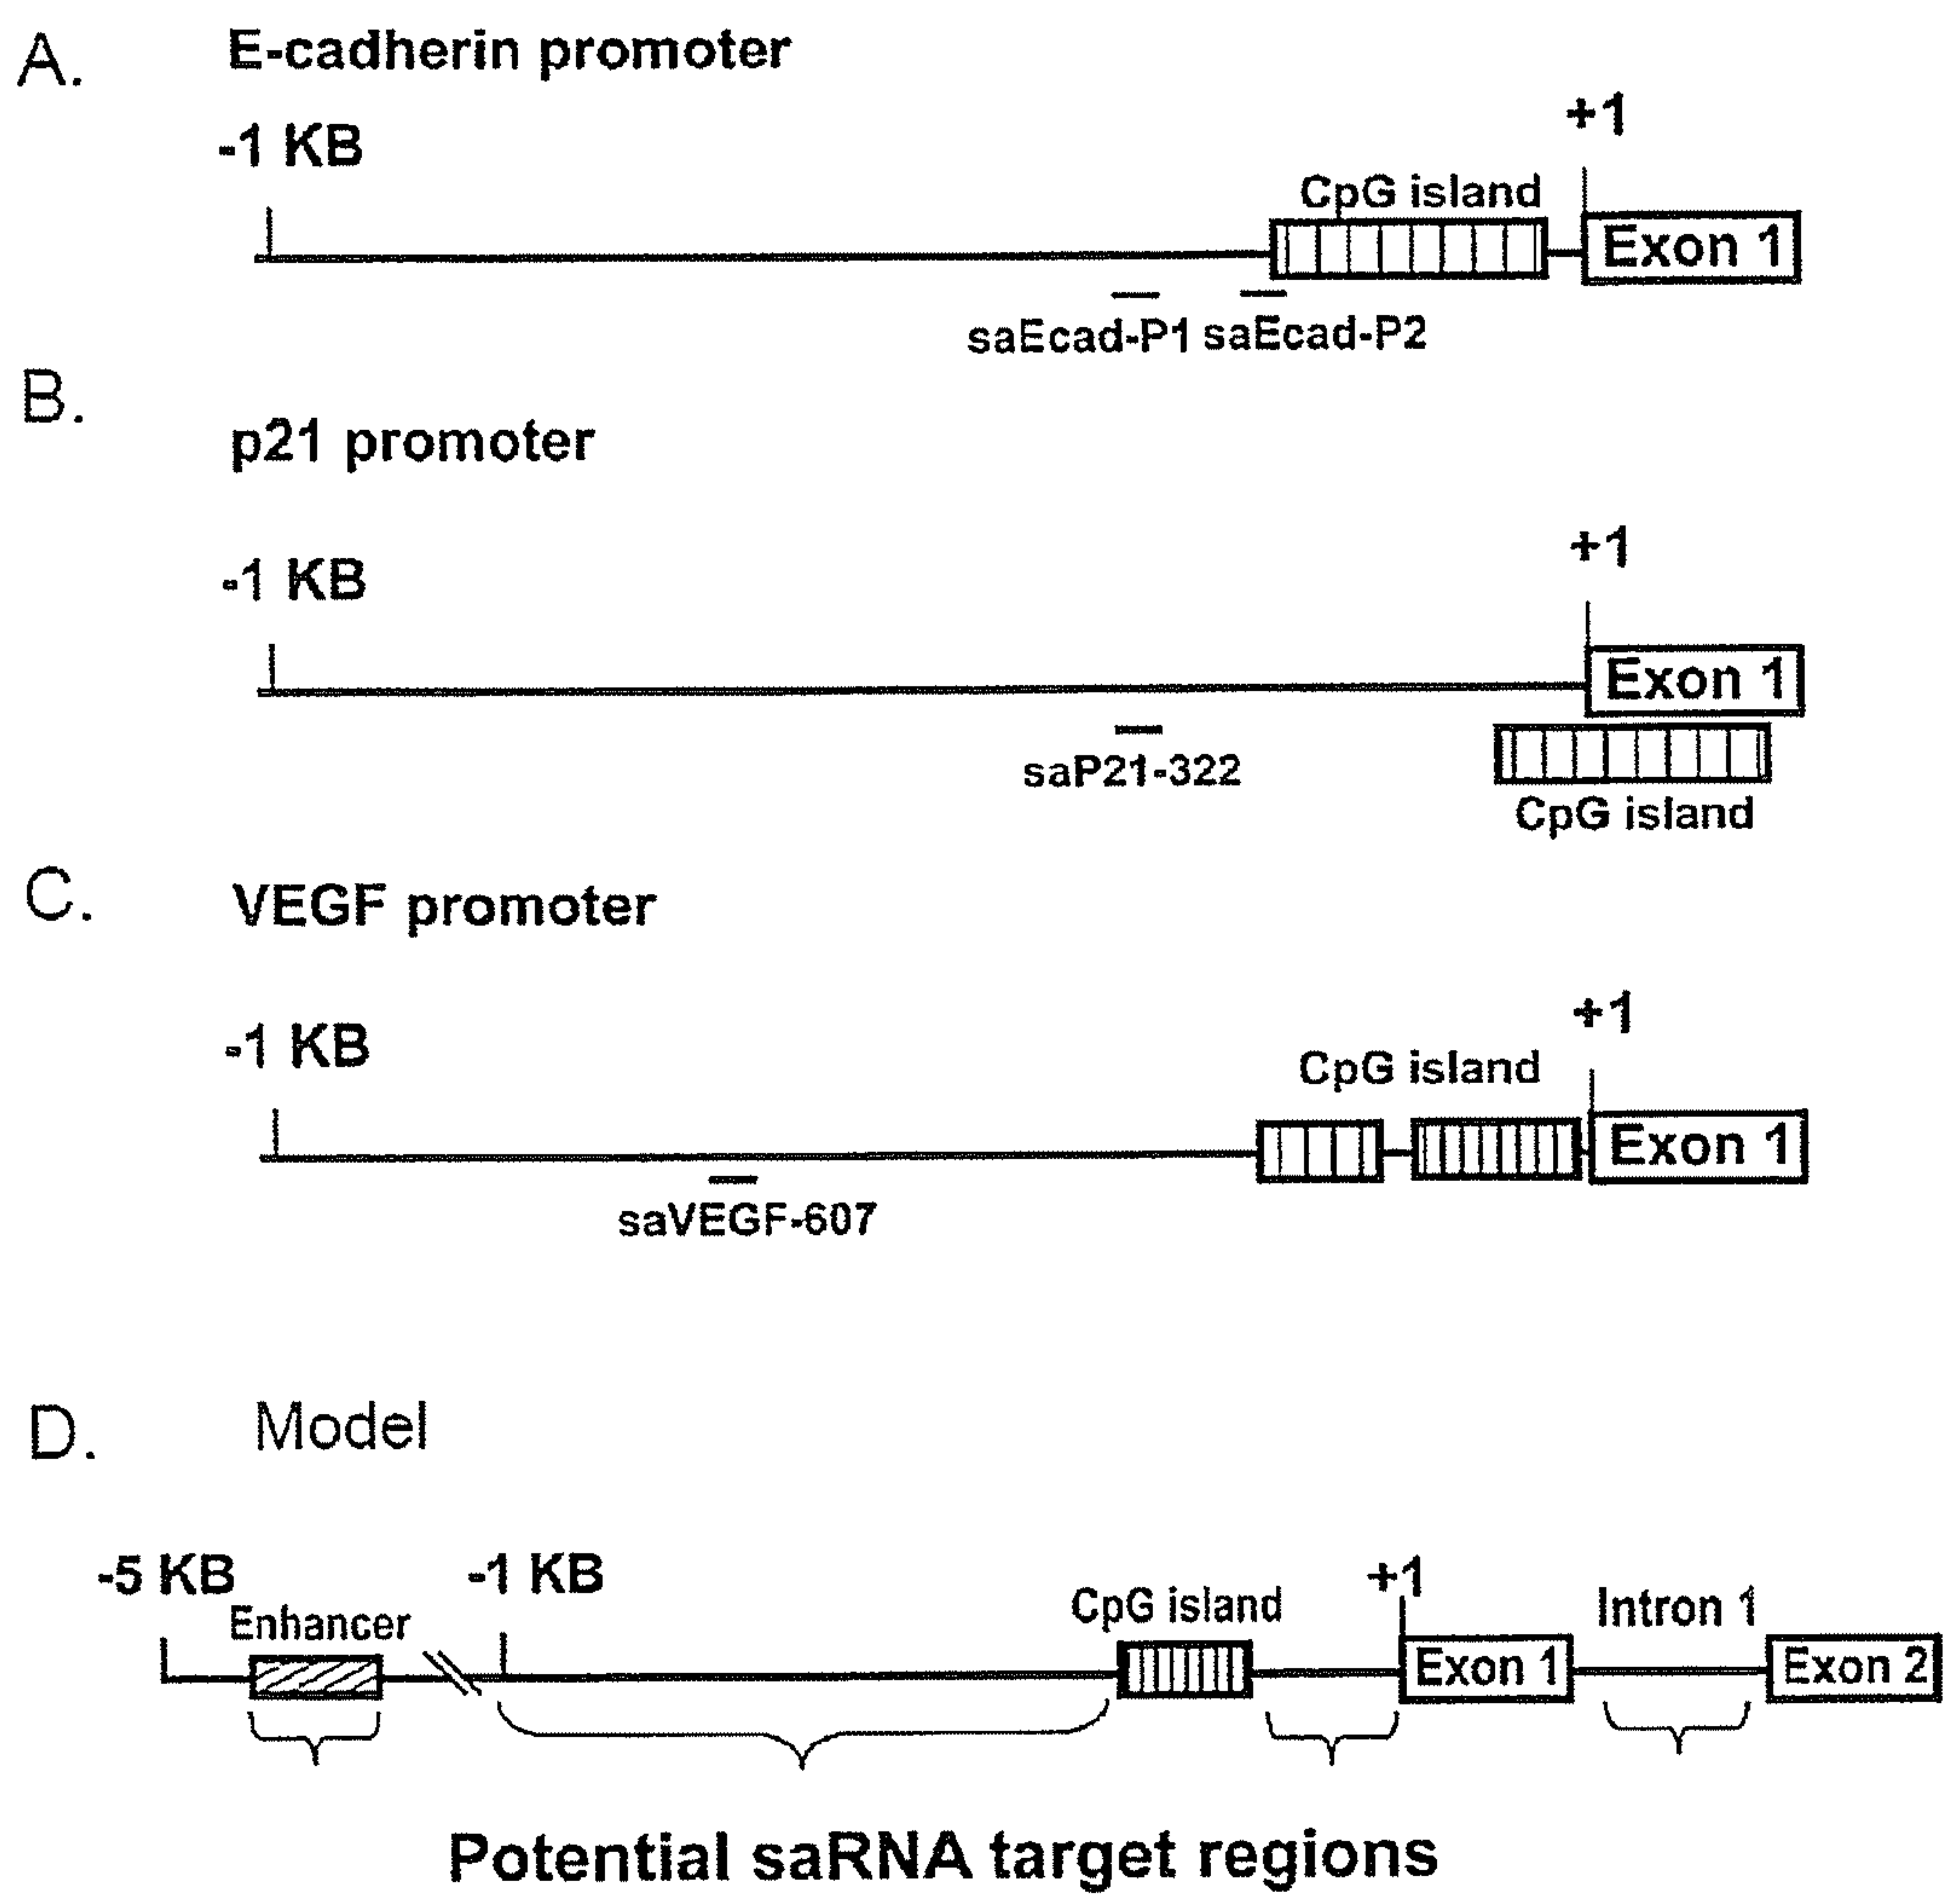 A. E-cadherin promoter
-1 KB +1
CpG island
Exon 1
saEcad-P1 saEcad-P2
B. p21 promoter
-1 KB +1
Exon 1
saP21-322
CpG island
C. VEGF promoter
-1 KB +1
CpG island
Exon 1
saVEGF-607
D. Model
-5 KB -1 KB +1
Enhancer CpG island Intron 1
Exon 1 Exon 2
Potential saRNA target regions